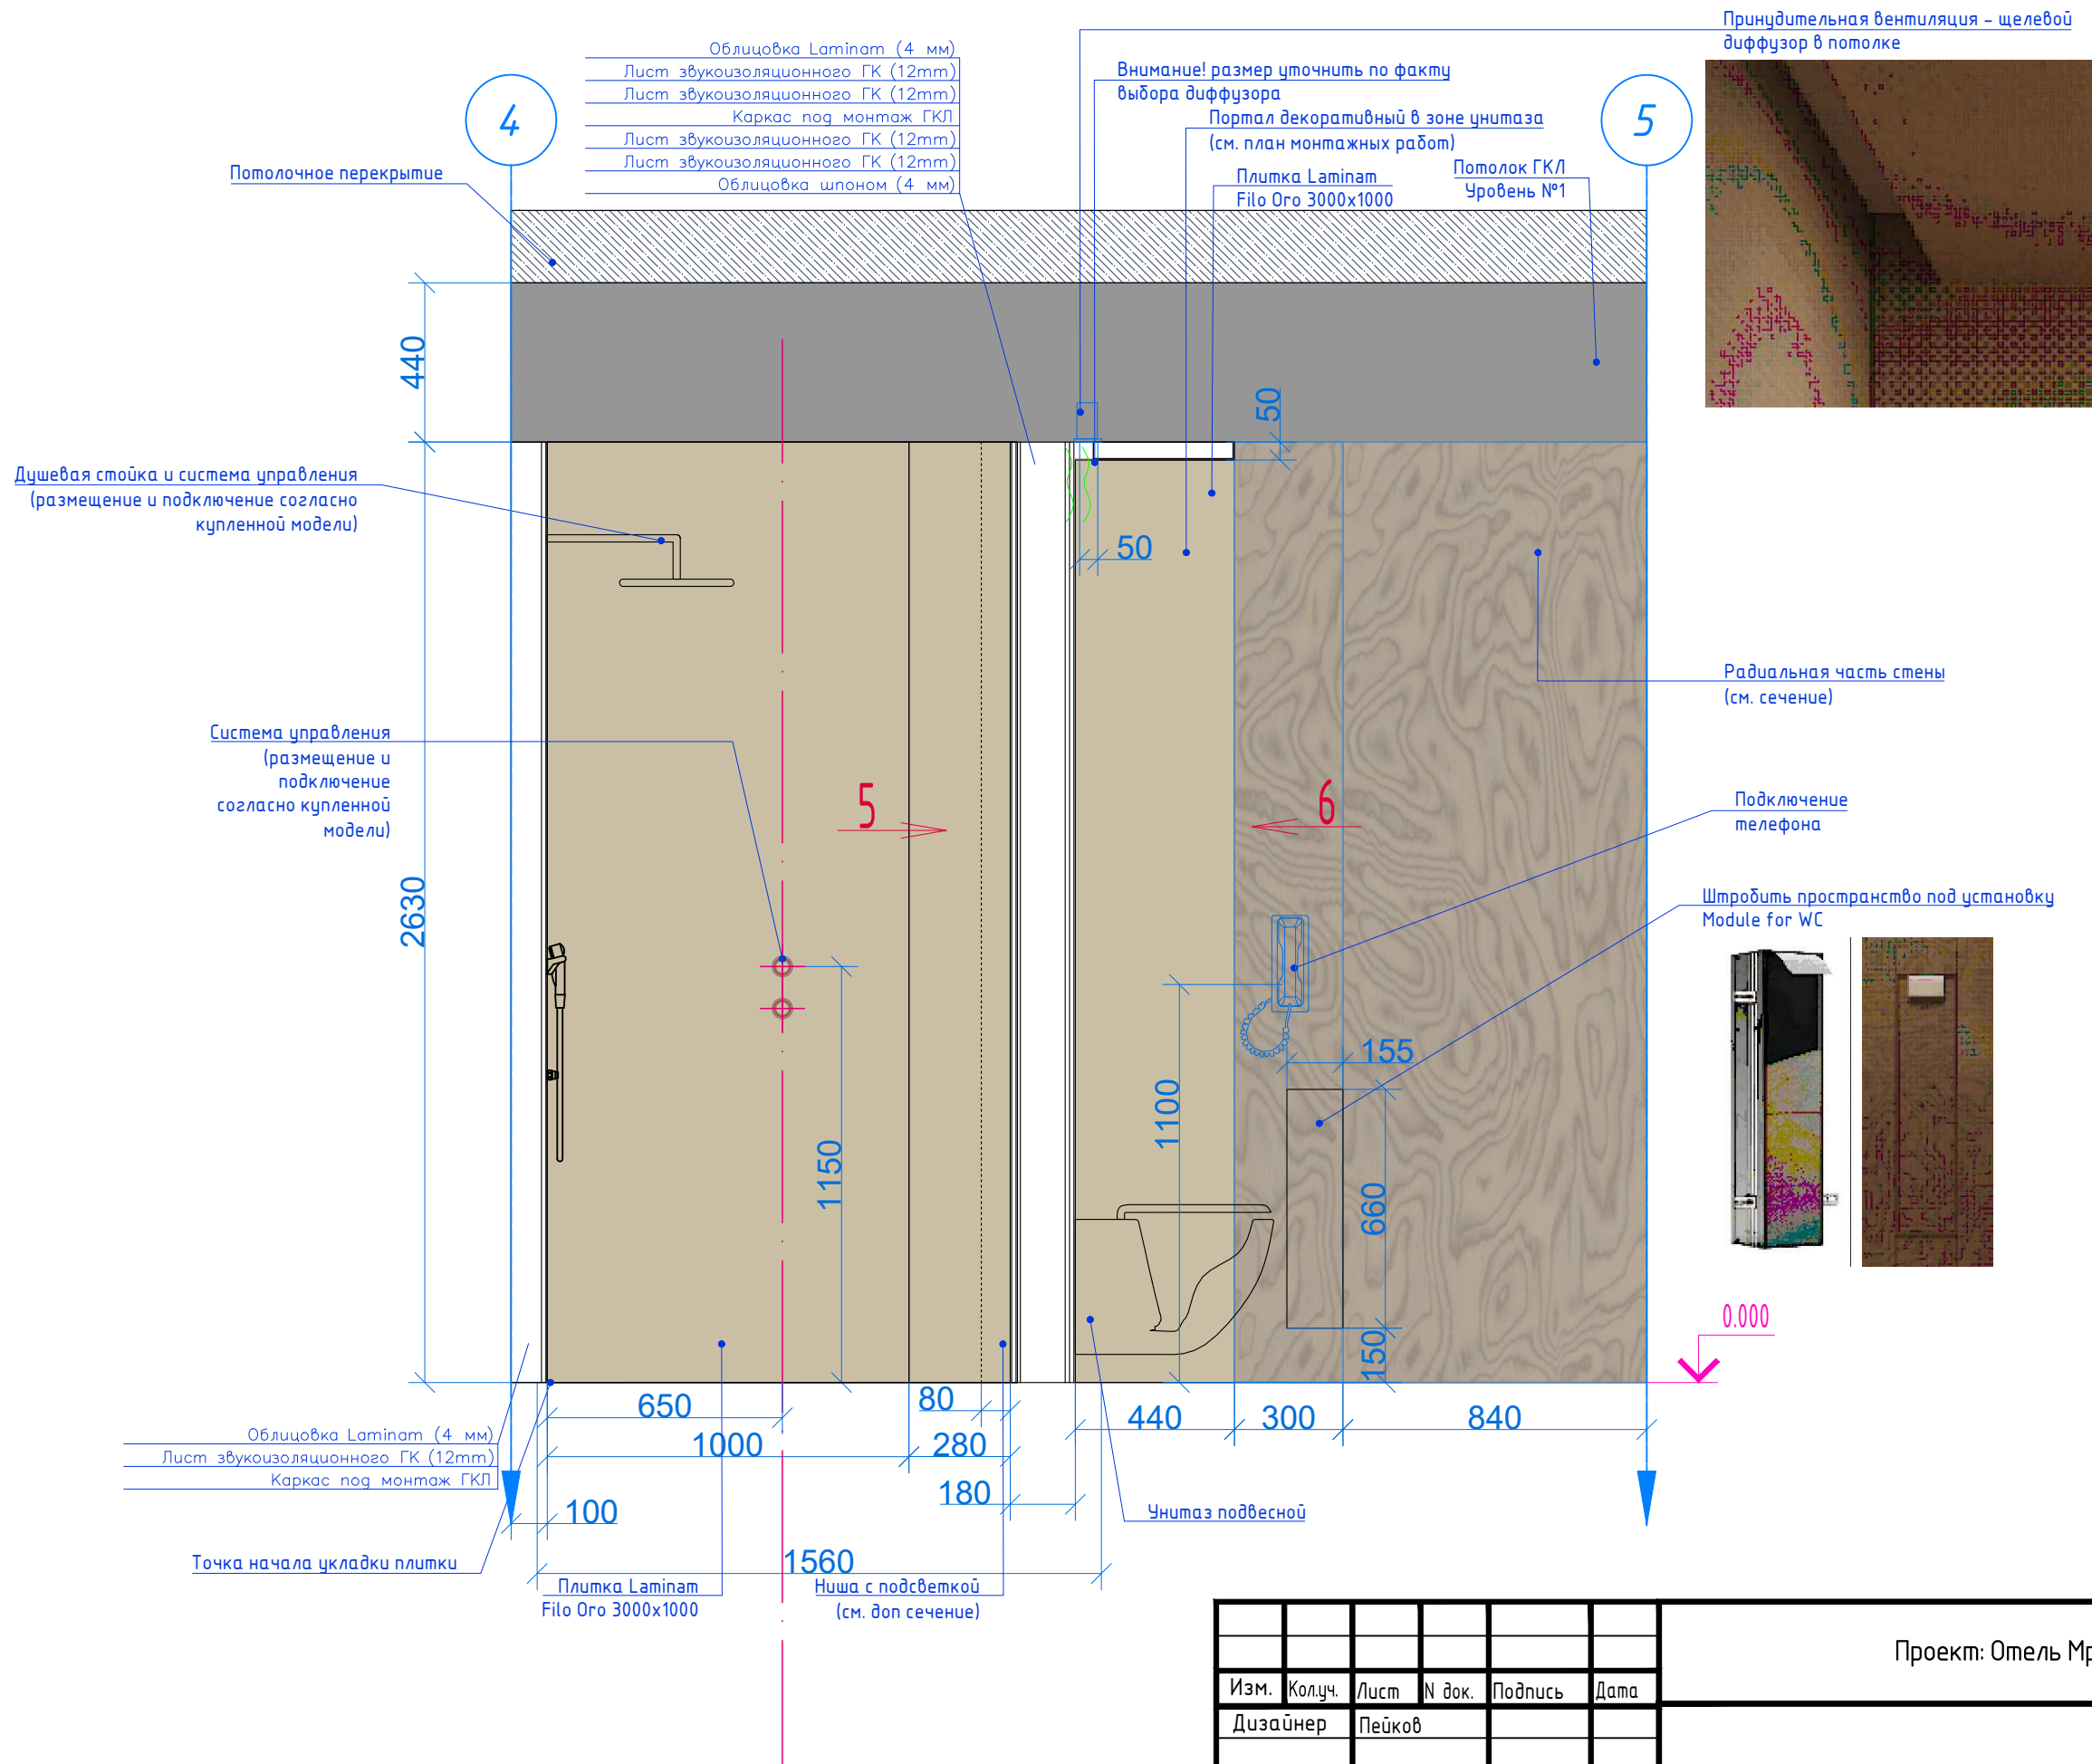 Принудительная вентиляция - щелевой
диффузор в потолке
Облицовка Laminam (4 мм)
Лист звукоизоляционного ГК (12mm)
Лист звукоизоляционного ГК (12mm)
Каркас под монтаж ГКЛ
Лист звукоизоляционного ГК (12mm)
Лист звукоизоляционного ГК (12mm)
Облицовка шпоном (4 мм)
Внимание! размер уточнить по факту
выбора диффузора
Портал декоративный в зоне унитаза
(см. план монтажных работ)
Плитка Laminam
Filo Oro 3000x1000
Потолок ГКЛ
Уровень №1
4
5
Потолочное перекрытие
440
50
Душевая стойка и система управления
(размещение и подключение согласно
купленной модели)
50
Радиальная часть стены
(см. сечение)
Система управления
(размещение и
подключение
согласно купленной
модели)
5
6
Подключение
телефона
2630
Штробить пространство под установку
Module for WC
155
1100
1150
660
150
0.000
650
80
440
300
840
1000
280
180
100
1560
Облицовка Laminam (4 мм)
Лист звукоизоляционного ГК (12mm)
Каркас под монтаж ГКЛ
Унитаз подвесной
Точка начала укладки плитки
Плитка Laminam
Filo Oro 3000x1000
Ниша с подсветкой
(см. доп сечение)
Проект: Отель Мр
Изм. Кол.уч. Лист N док. Подпись Дата
Дизайнер Пейков